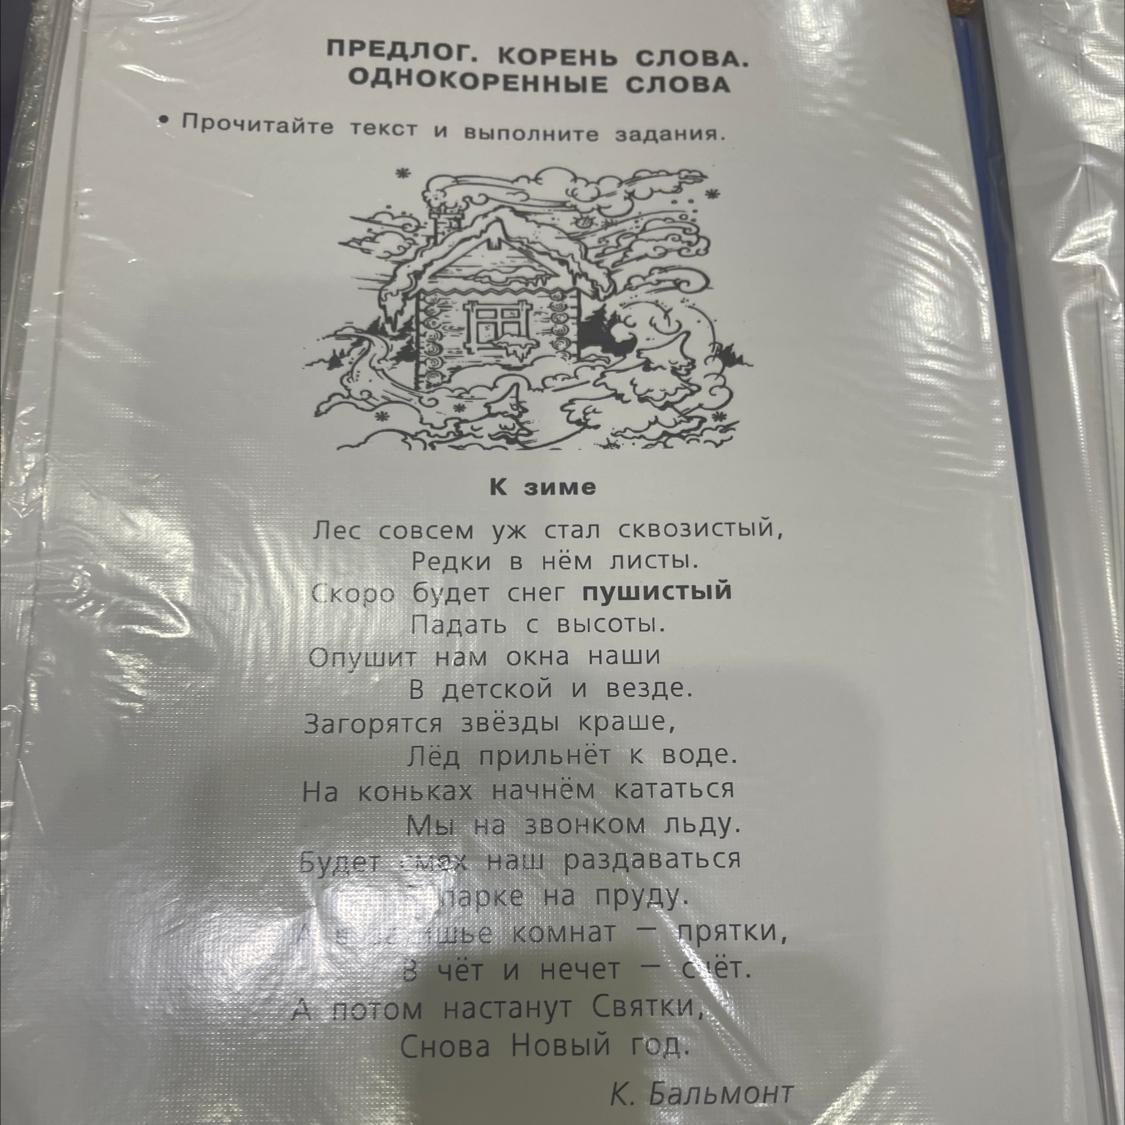 ПРЕДЛОГ. КОРЕНЬ СЛОВА.
ОДНОКОРЕННЫЕ СЛОВА
• Прочитайте текст и выполните задания.
К зиме
Лес совсем уж стал сквозистый,
Редки в нём листы.
Скоро будет снег пушистый
Падать с высоты.
Опушит нам окна наши
В детской и везде.
Загорятся звёзды краше,
Лёд прильнёт к воде.
На коньках начнём кататься
Мы на звонком льду.
Будет смех наш раздаваться
парке на пруду.
А в затишье комнат — прятки,
В чёт и нечет — счёт.
А потом настанут Святки,
Снова Новый год.
К. Бальмонт